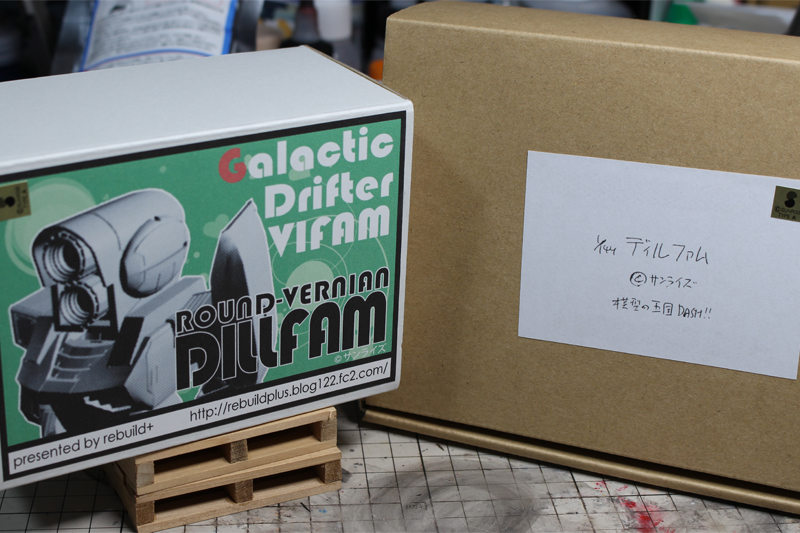 Galactic
Drifter
VIFAM
ROUND-VERNIAN
DILLFAM
©サンライズ
http://rebuildplus.blog122.fc2.com/
presented by rebuild+
1/144 ディルファム
©サンライズ
模型の王国 DASH!!